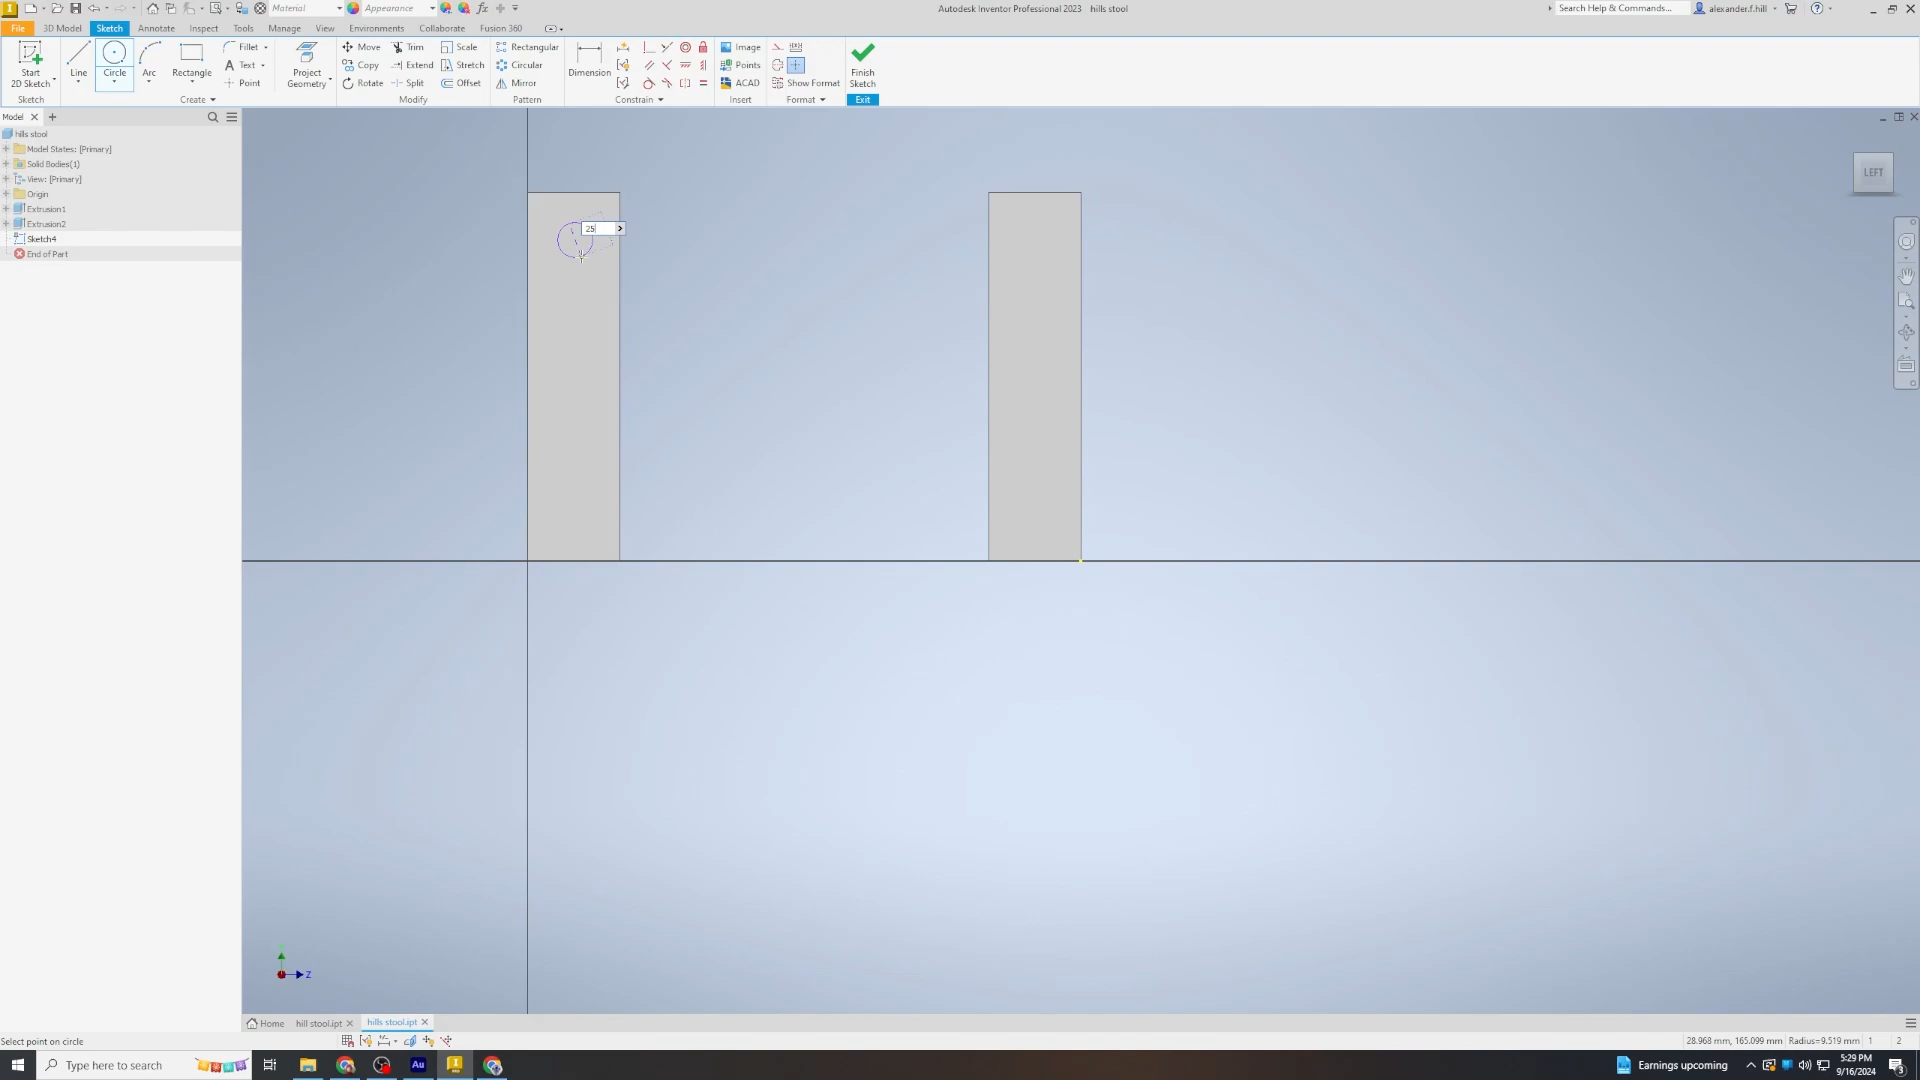 Material
Appearance
Autodesk Inventor Professional 2023 hills stool
Search Help & Commands...
alexander.f.hill
File 3D Model Sketch Annotate Inspect Tools Manage View Environments Collaborate Fusion 360
Start 2D Sketch
Line
Circle
Arc
Rectangle
Fillet
Text
Point
Project Geometry
Move
Copy
Rotate
Trim
Extend
Split
Scale
Stretch
Offset
Rectangular
Circular
Mirror
Dimension
Image
Points
ACAD
Show Format
Finish Sketch
Sketch
Create
Modify
Pattern
Constrain
Insert
Format
Exit
Model
hills stool
Model States: [Primary]
Solid Bodies(1)
View: [Primary]
Origin
Extrusion1
Extrusion2
Sketch4
End of Part
25
LEFT
Z
Home hill stool.ipt hills stool.ipt
Select point on circle
28.968 mm, 165.099 mm Radius=9.519 mm 1 2
Type here to search
Au
Earnings upcoming
5:29 PM
9/16/2024
3